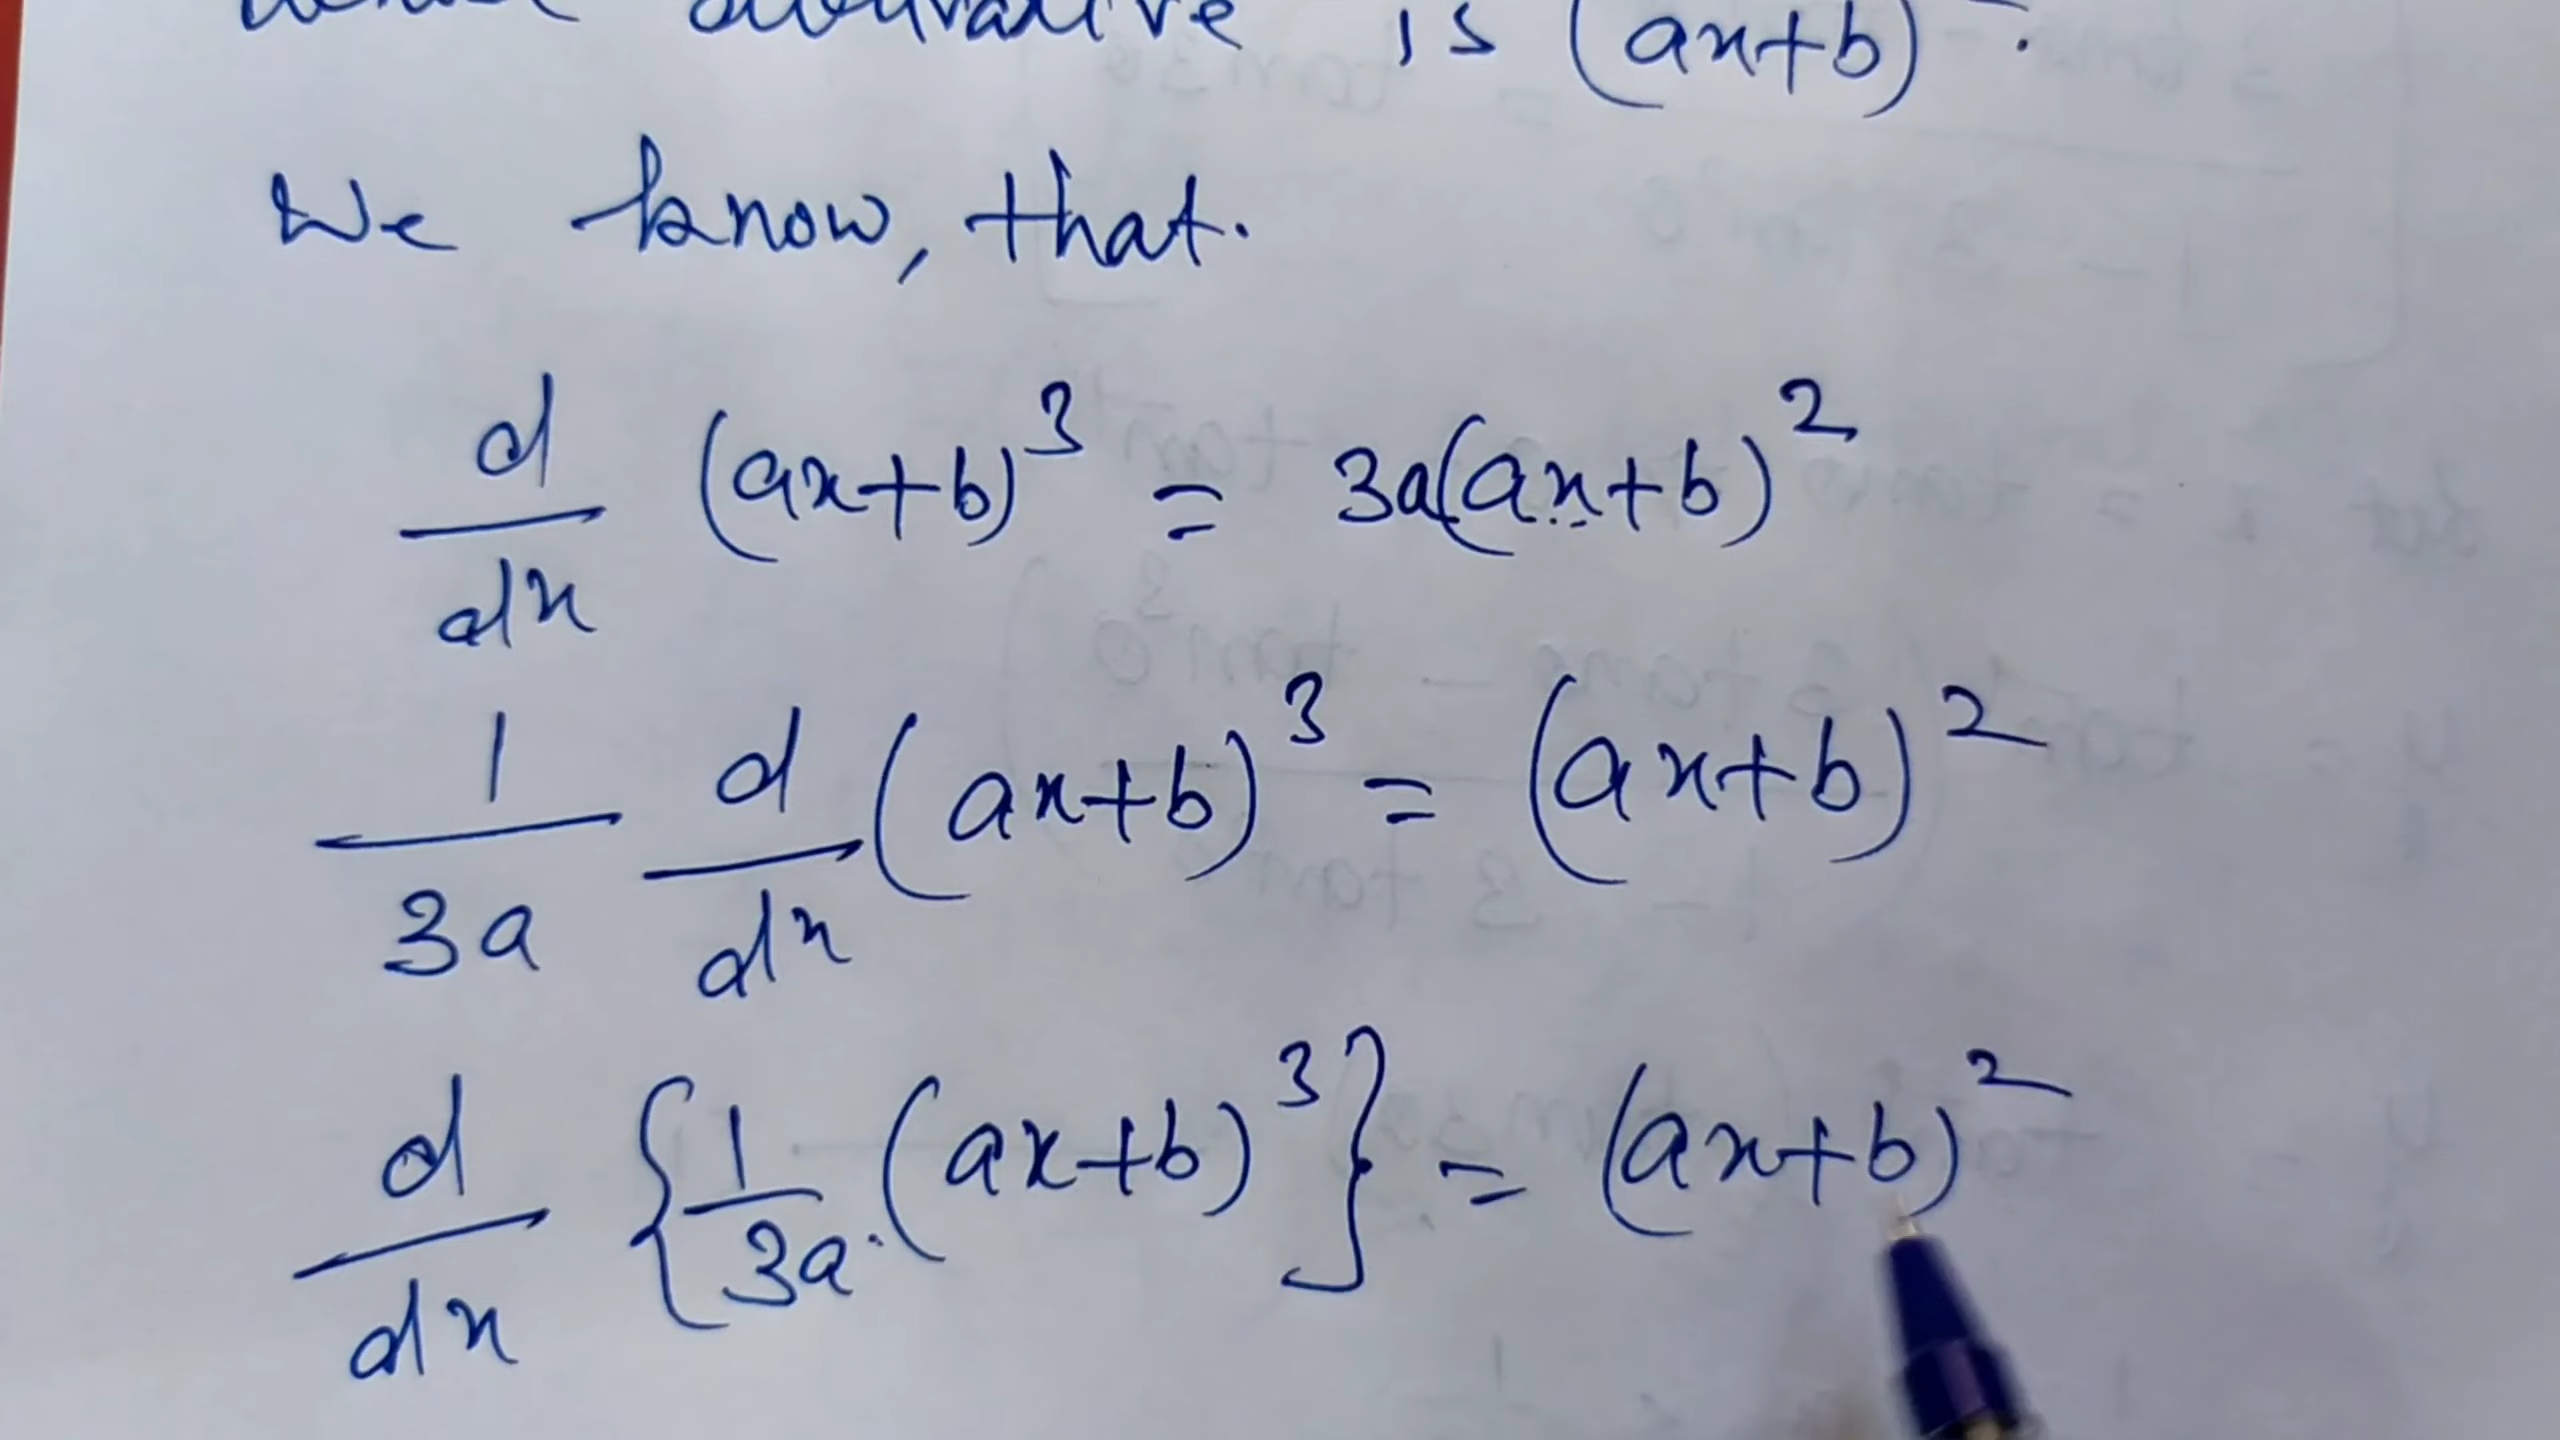 derivative is (ax+b)
We know, that.
d/dx (ax+b)³ = 3a(ax+b)²
1/3a d/dx (ax+b)³ = (ax+b)²
d/dx {1/3a. (ax+b)³} = (ax+b)²